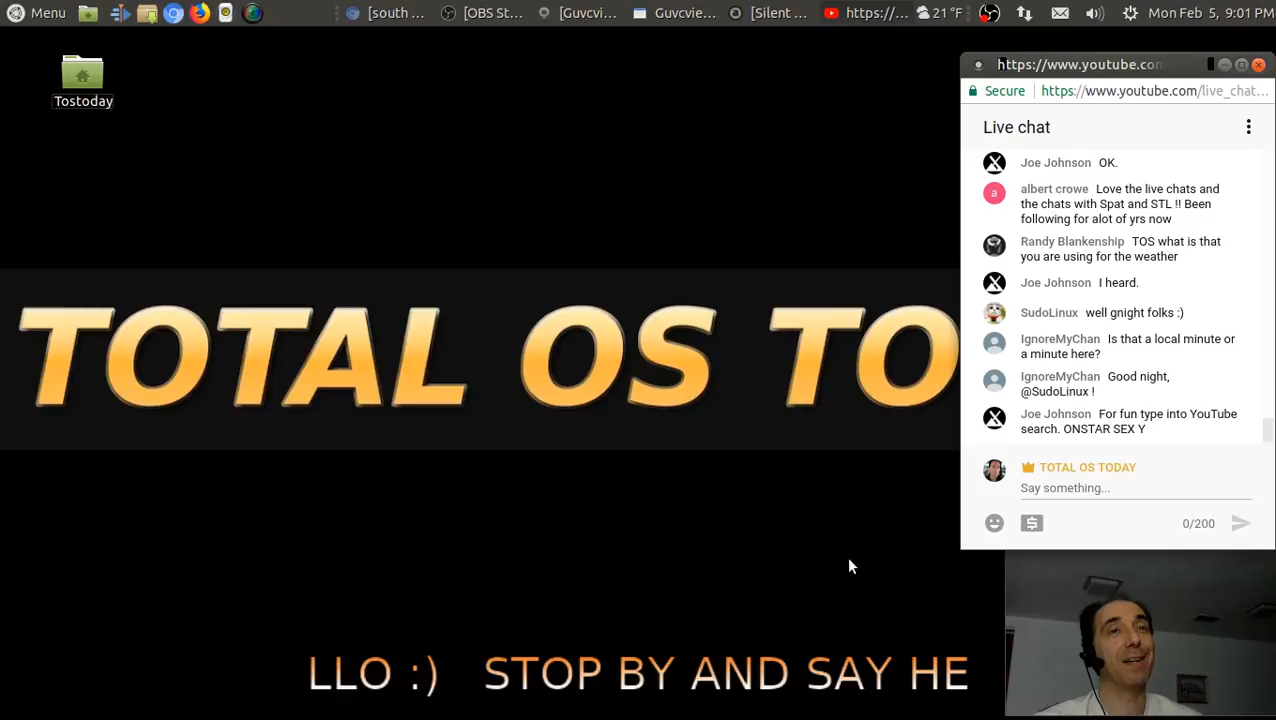 Menu [south ... [OBS St... [Guvcvi... Guvcvie... [Silent ... https://... 21 °F Mon Feb 5, 9:01 PM
Tostoday
https://www.youtube.com
Secure https://www.youtube.com/live_chat...
Live chat
Joe Johnson OK.
albert crowe Love the live chats and
the chats with Spat and STL !! Been
following for alot of yrs now
Randy Blankenship TOS what is that
you are using for the weather
Joe Johnson I heard.
SudoLinux well gnight folks :)
IgnoreMyChan Is that a local minute or
a minute here?
IgnoreMyChan Good night,
@SudoLinux !
Joe Johnson For fun type into YouTube
search. ONSTAR SEX Y
TOTAL OS TODAY
Say something...
0/200
TOTAL OS TO
LLO :) STOP BY AND SAY HE